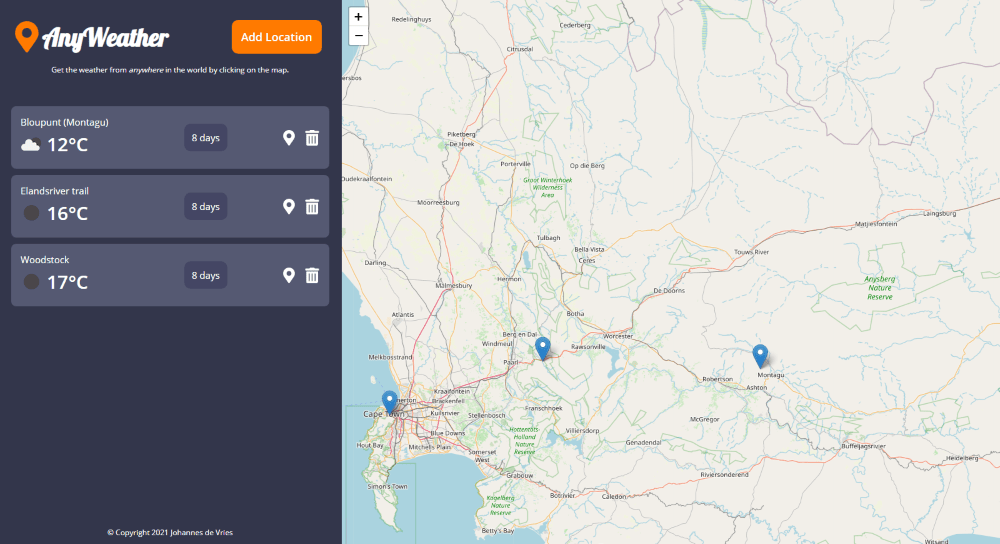 AnyWeather
Add Location
Get the weather from anywhere in the world by clicking on the map.
Bloupunt (Montagu)
12°C
8 days
Elandsriver trail
16°C
8 days
Woodstock
17°C
8 days
© Copyright 2021 Johannes de Vries
+
−
Redelinghuys
Cederberg
Citrusdal
Piketberg
De Hoek
Porterville
Op die Berg
Groot Winterhoek
Wilderness
Area
Moorreesburg
Laingsburg
Matjiesfontein
Tulbagh
Bella Vista
Ceres
Touws River
Darling
Hermon
Malmesbury
De Doorns
Anysberg
Nature
Reserve
Atlantis
Botha
Berg en Dal
Worcester
Windmeul
Rawsonville
Melkbosstrand
Paarl
Robertson
Montagu
Ashton
Kraaifontein
Brackenfell
Cape Town
Kuilsrivier
Stellenbosch
Franschhoek
McGregor
Blue Downs
Hottentots
Holland
Nature
Reserve
Villiersdorp
Genadendal
Hout Bay
Mitchells Plain
Somerset
West
Buffeljagsrivier
Heidelberg
Grabouw
Riviersonderend
Simon's Town
Kogelberg
Nature
Reserve
Botrivier
Caledon
Betty's Bay
Witsand